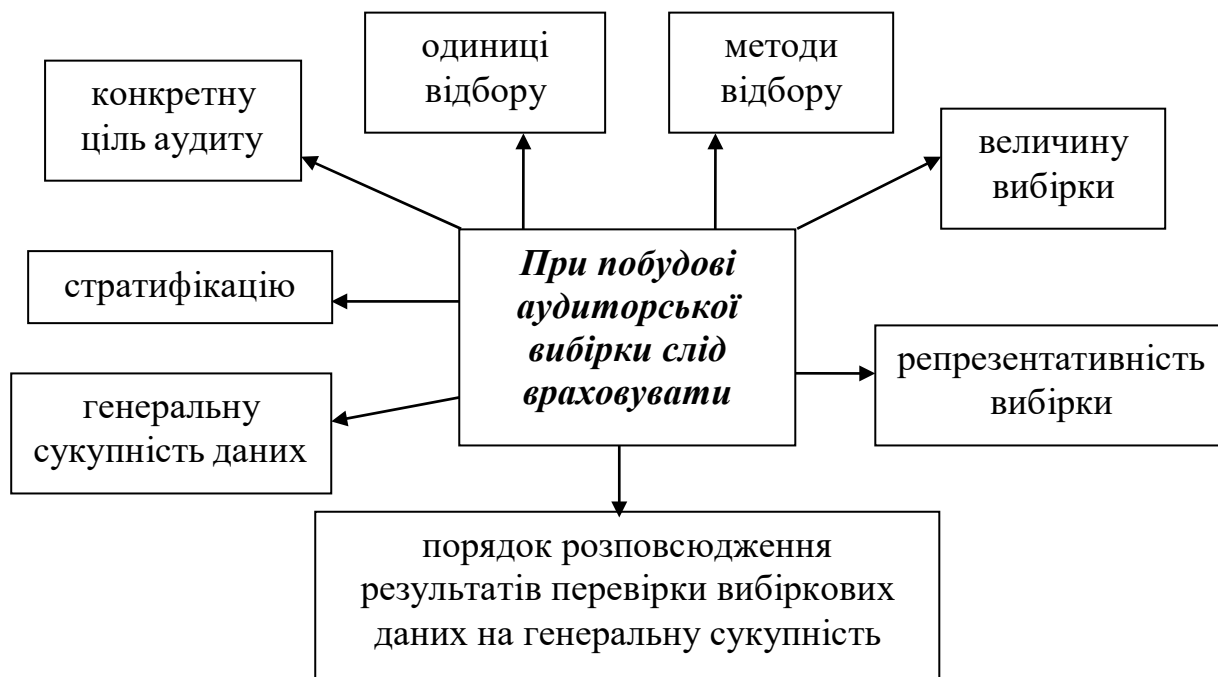 одиниці
відбору
методи
відбору
конкретну
ціль аудиту
величину
вибірки
При побудові
аудиторської
вибірки слід
враховувати
стратифікацію
репрезентативність
вибірки
генеральну
сукупність даних
порядок розповсюдження
результатів перевірки вибіркових
даних на генеральну сукупність